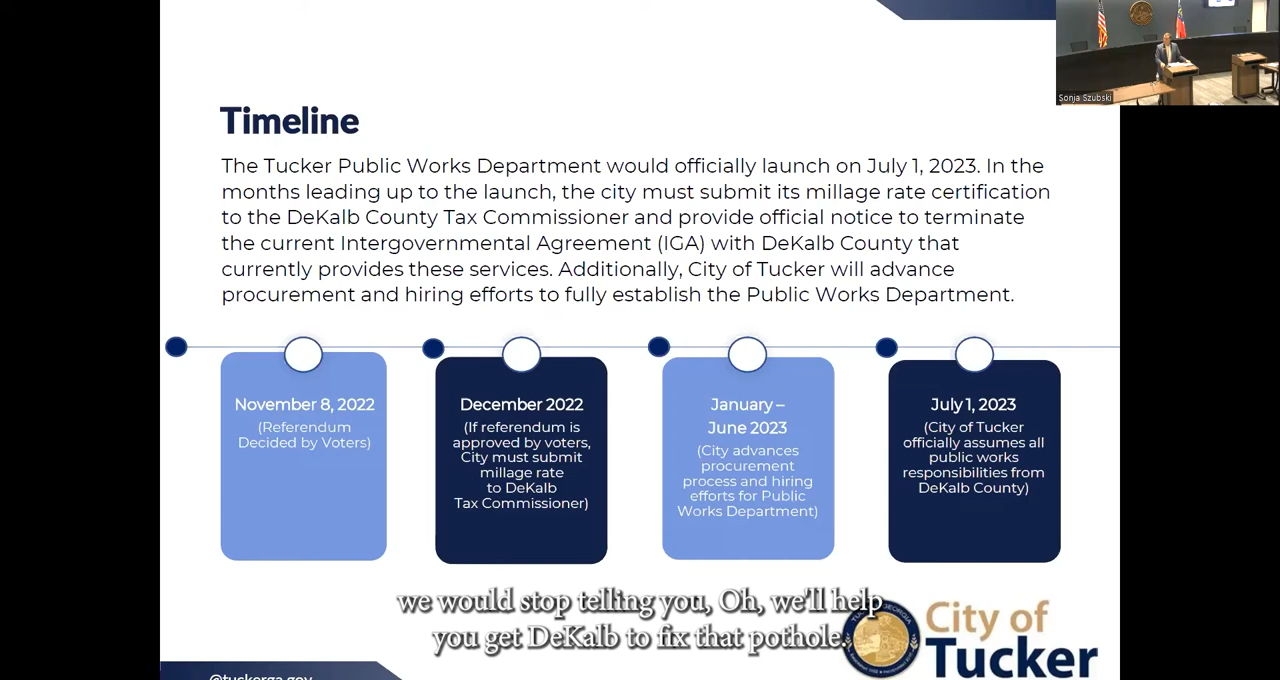 Sonja Szubski
Timeline
The Tucker Public Works Department would officially launch on July 1, 2023. In the
months leading up to the launch, the city must submit its millage rate certification
to the DeKalb County Tax Commissioner and provide official notice to terminate
the current Intergovernmental Agreement (IGA) with DeKalb County that
currently provides these services. Additionally, City of Tucker will advance
procurement and hiring efforts to fully establish the Public Works Department.
November 8, 2022
(Referendum
Decided by Voters)
December 2022
(If referendum is
approved by voters,
City must submit
millage rate
to DeKalb
Tax Commissioner)
January –
June 2023
(City advances
procurement
process and hiring
efforts for Public
Works Department)
July 1, 2023
(City of Tucker
officially assumes all
public works
responsibilities from
DeKalb County)
we would stop telling you, Oh, we'll help
you get DeKalb to fix that pothole.
City of
Tucker
@tuckerga.gov